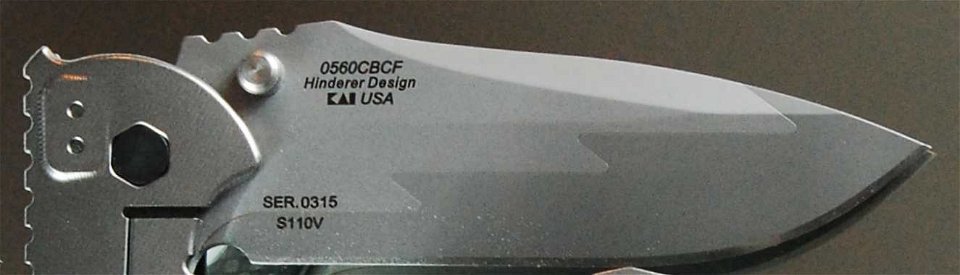 0560CBCF
Hinderer Design
KAI USA
SER.0315
S110V